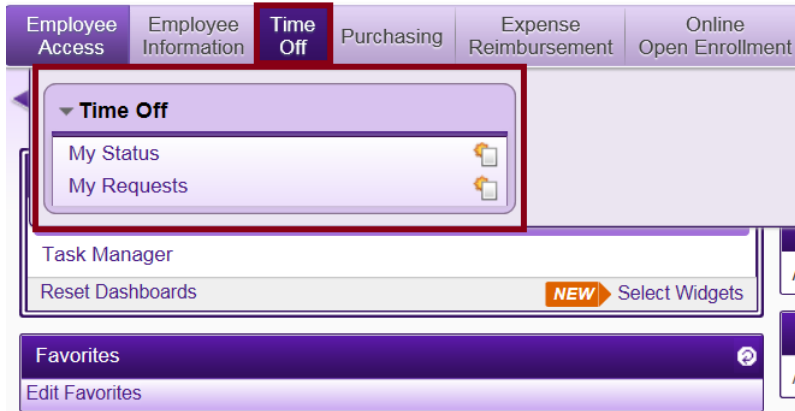 Employee Access
Employee Information
Time Off
Purchasing
Expense Reimbursement
Online Open Enrollment
Time Off
My Status
My Requests
Task Manager
Reset Dashboards
NEW Select Widgets
Favorites
Edit Favorites